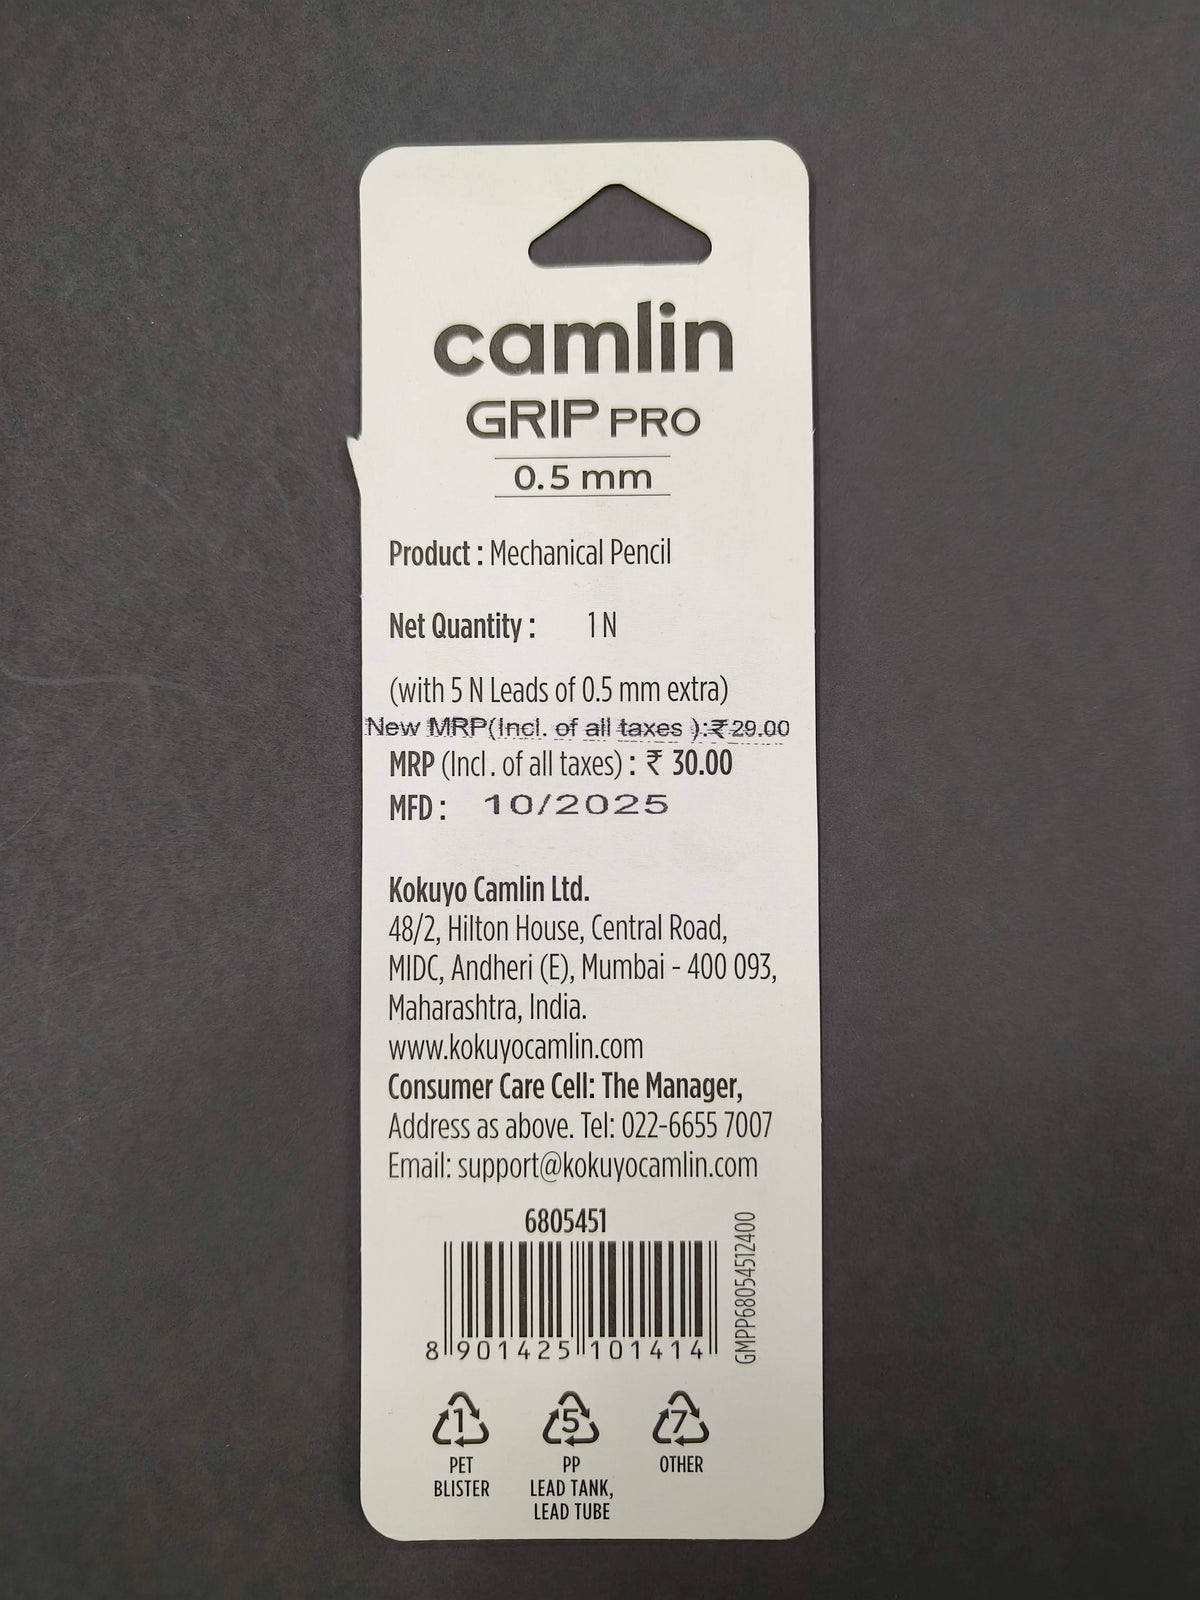 camlin
GRIP PRO
0.5 mm
Product : Mechanical Pencil
Net Quantity : 1 N
(with 5 N Leads of 0.5 mm extra)
New MRP(Incl. of all taxes ):₹29.00
MRP (Incl. of all taxes) : ₹ 30.00
MFD : 10/2025
Kokuyo Camlin Ltd.
48/2, Hilton House, Central Road,
MIDC, Andheri (E), Mumbai - 400 093,
Maharashtra, India.
www.kokuyocamlin.com
Consumer Care Cell: The Manager,
Address as above. Tel: 022-6655 7007
Email: support@kokuyocamlin.com
6805451
8 901425 101414
GMPP68054512400
1 5 7
PET PP OTHER
BLISTER LEAD TANK,
LEAD TUBE